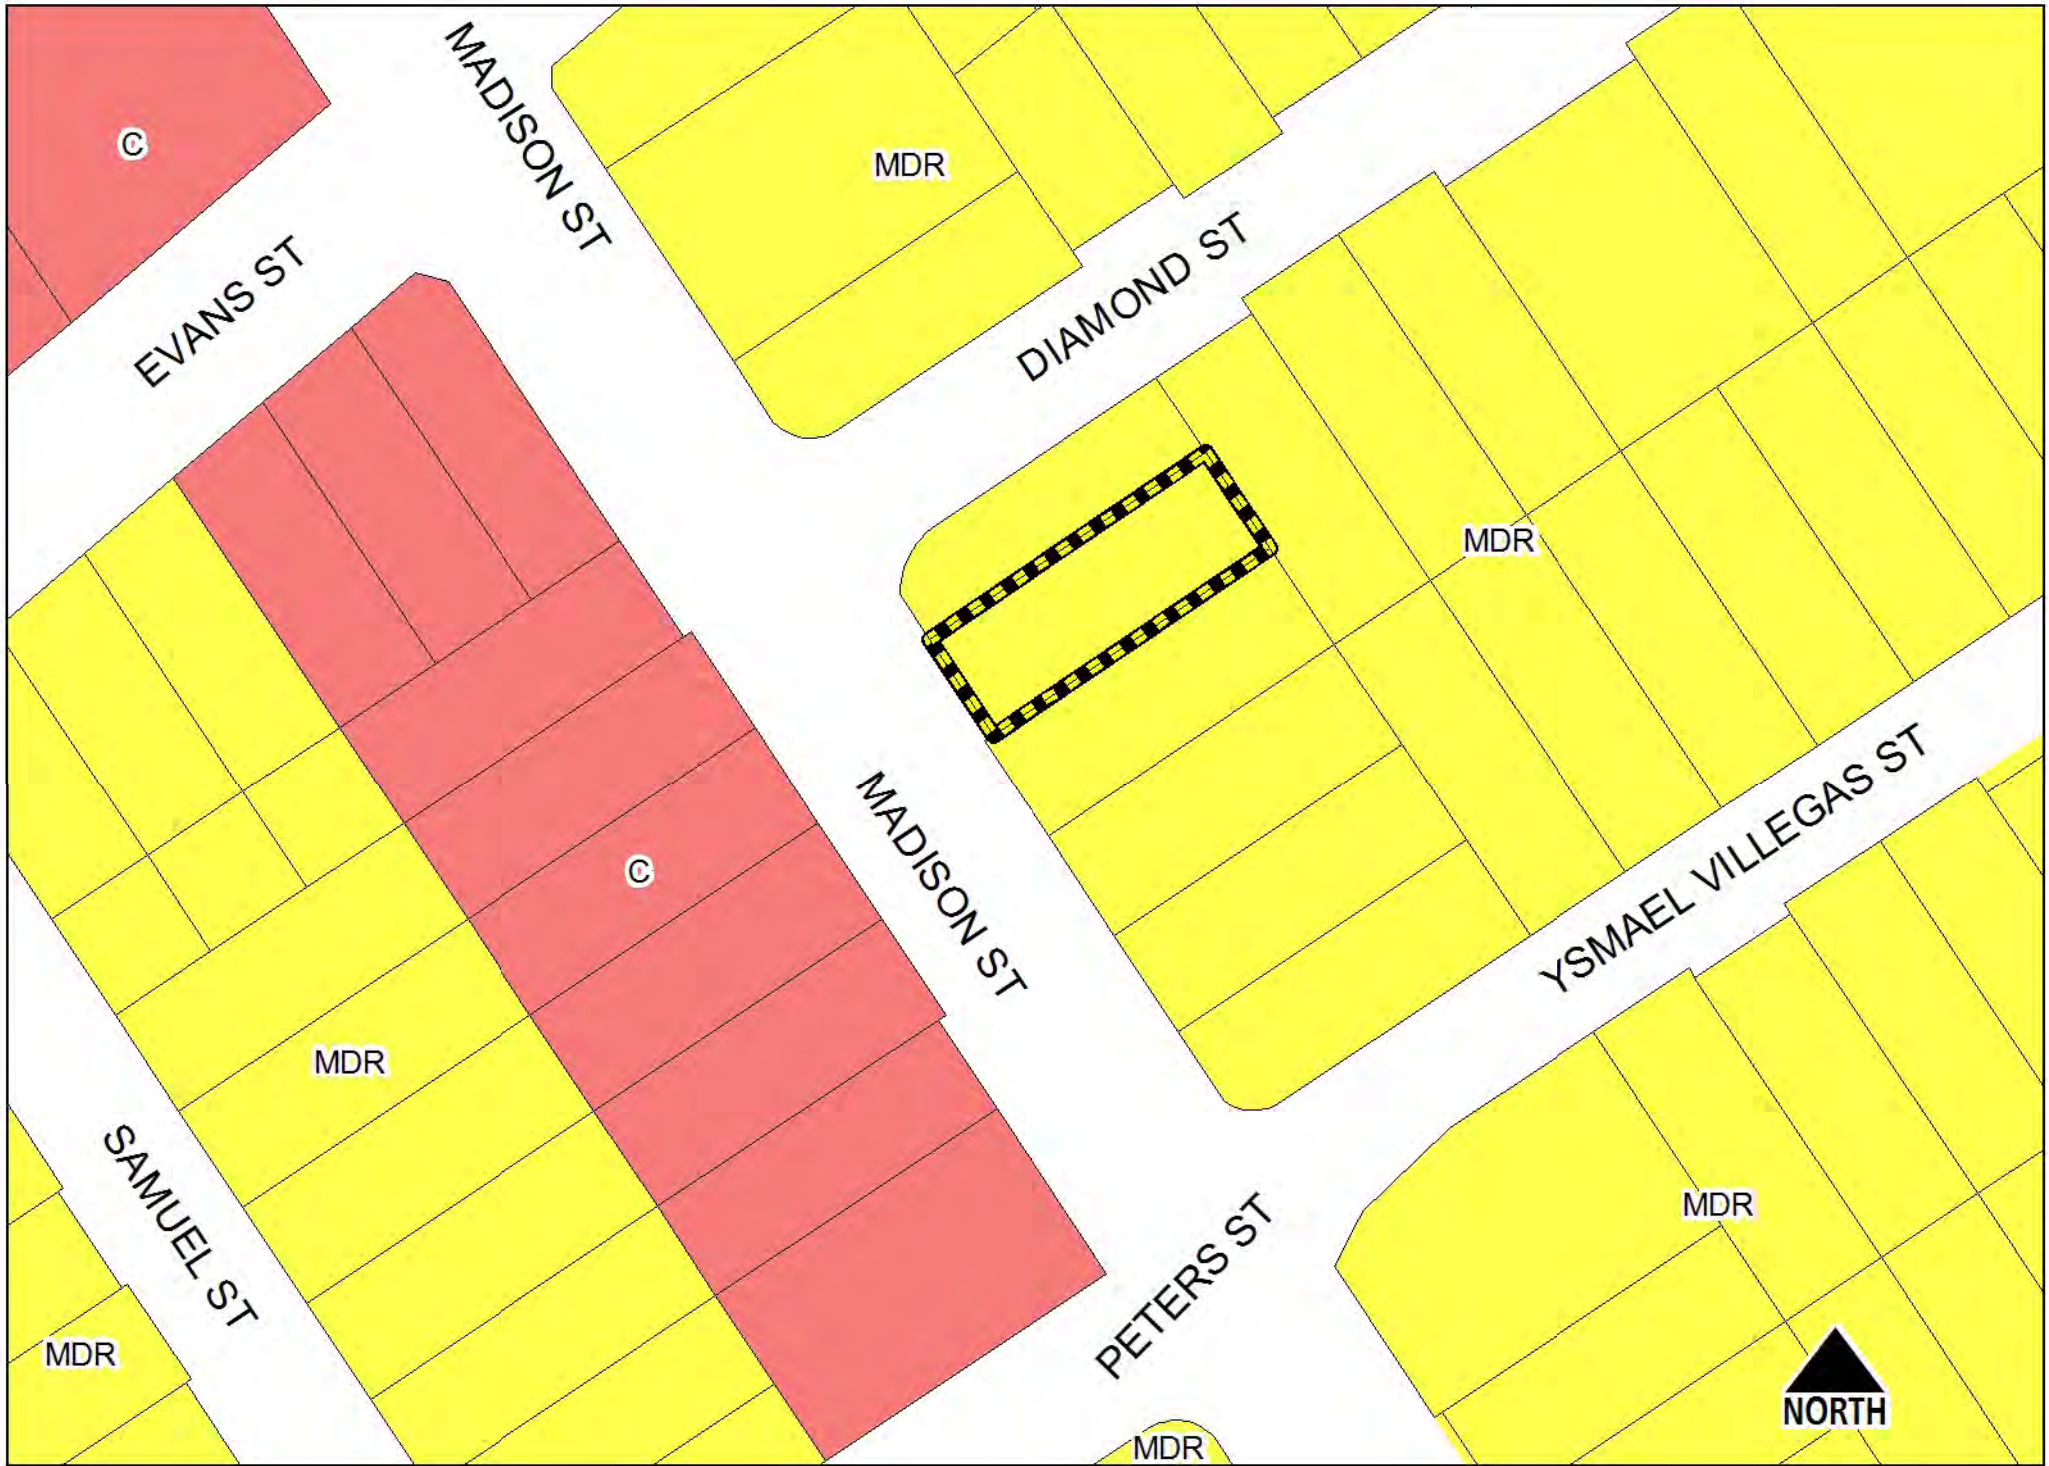 MADISON ST
C
MDR
EVANS ST
DIAMOND ST
MDR
C
MADISON ST
YSMAEL VILLEGAS ST
MDR
SAMUEL ST
MDR
PETERS ST
MDR
MDR
NORTH